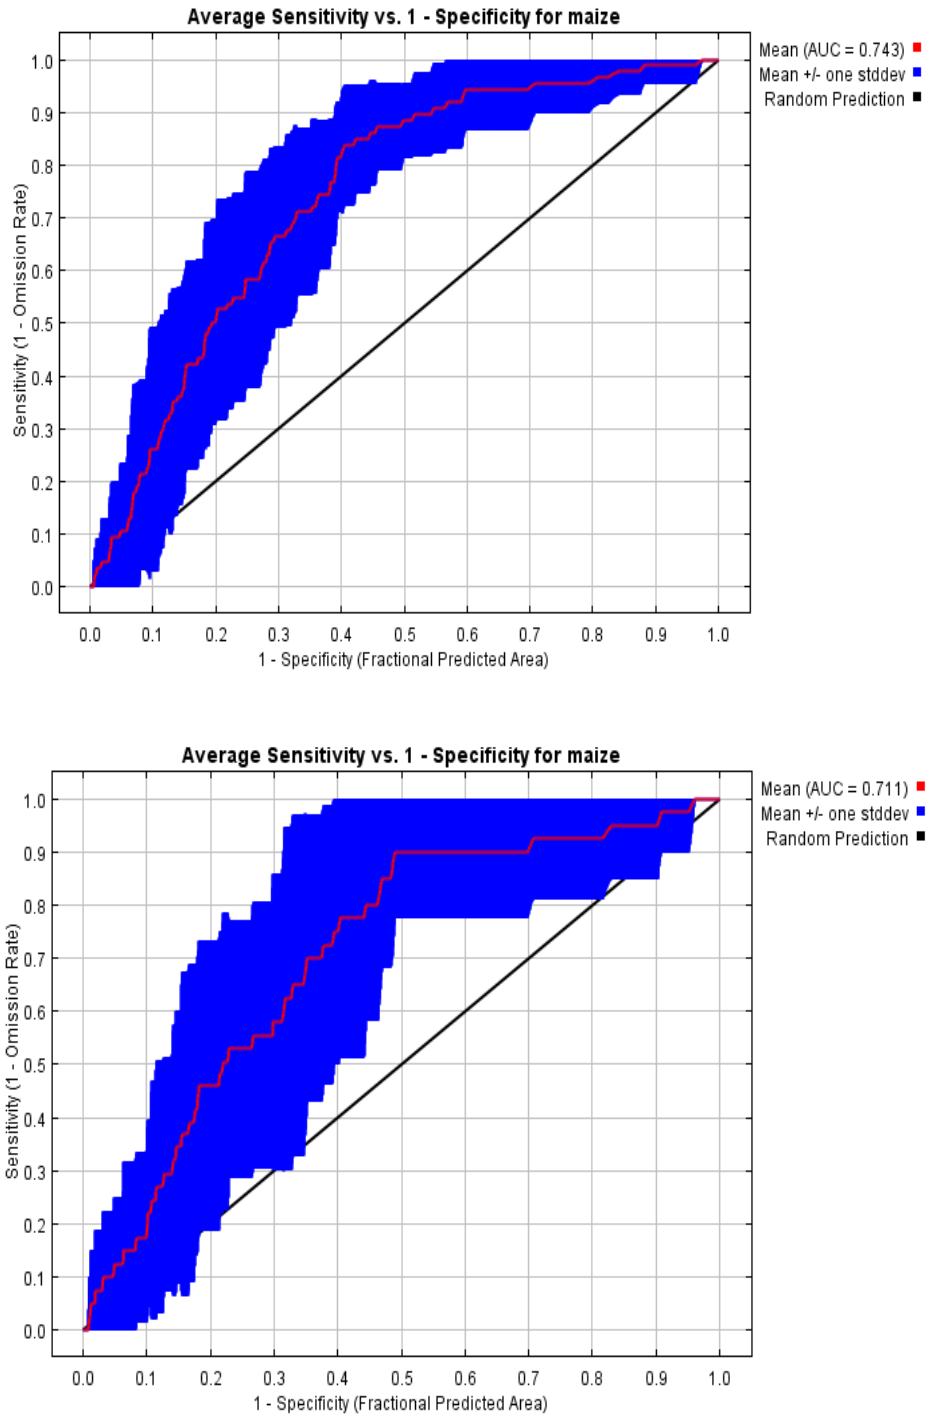 Average Sensitivity vs. 1 - Specificity for maize
Mean (AUC = 0.743)
Mean +/- one stddev
Random Prediction
Sensitivity (1 - Omission Rate)
1.0
0.9
0.8
0.7
0.6
0.5
0.4
0.3
0.2
0.1
0.0
0.0 0.1 0.2 0.3 0.4 0.5 0.6 0.7 0.8 0.9 1.0
1 - Specificity (Fractional Predicted Area)
Average Sensitivity vs. 1 - Specificity for maize
Mean (AUC = 0.711)
Mean +/- one stddev
Random Prediction
Sensitivity (1 - Omission Rate)
1.0
0.9
0.8
0.7
0.6
0.5
0.4
0.3
0.2
0.1
0.0
0.0 0.1 0.2 0.3 0.4 0.5 0.6 0.7 0.8 0.9 1.0
1 - Specificity (Fractional Predicted Area)